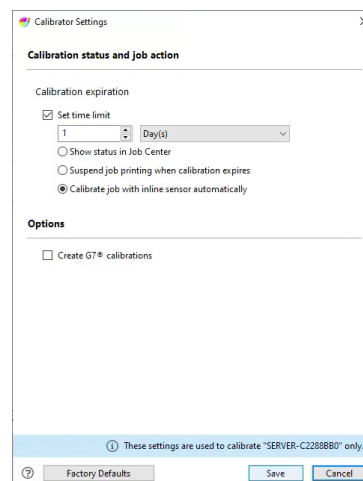 Calibrator Settings
Calibration status and job action
Calibration expiration
Set time limit
1 Day(s)
Show status in Job Center
Suspend job printing when calibration expires
Calibrate job with inline sensor automatically
Options
Create G7® calibrations
These settings are used to calibrate "SERVER-C2288BB0" only.
Factory Defaults Save Cancel